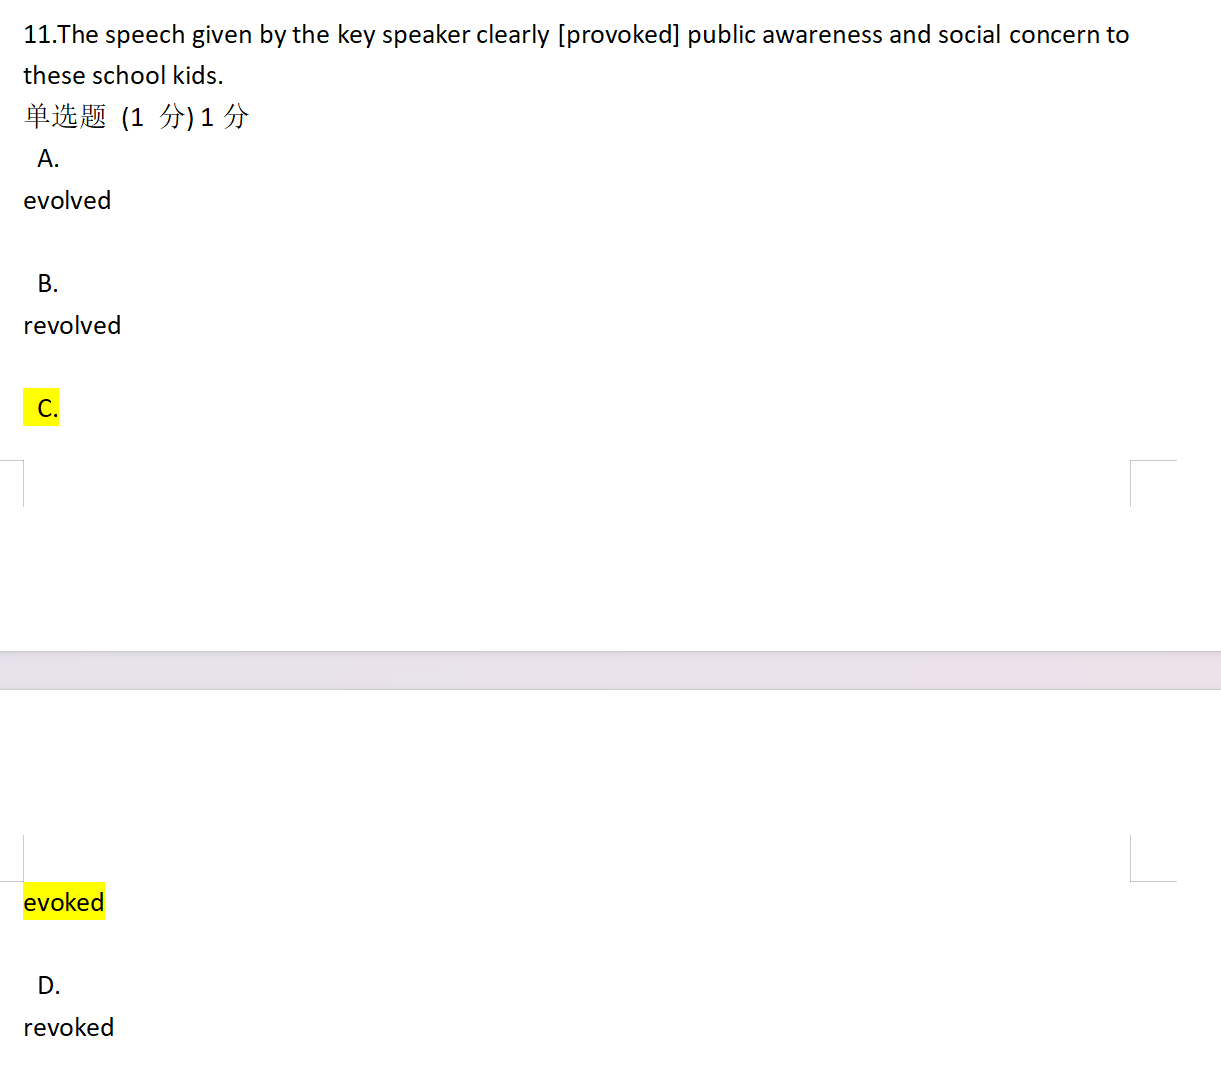 11.The speech given by the key speaker clearly [provoked] public awareness and social concern to
these school kids.
单选题 (1 分) 1 分
A.
evolved
B.
revolved
C.
evoked
D.
revoked